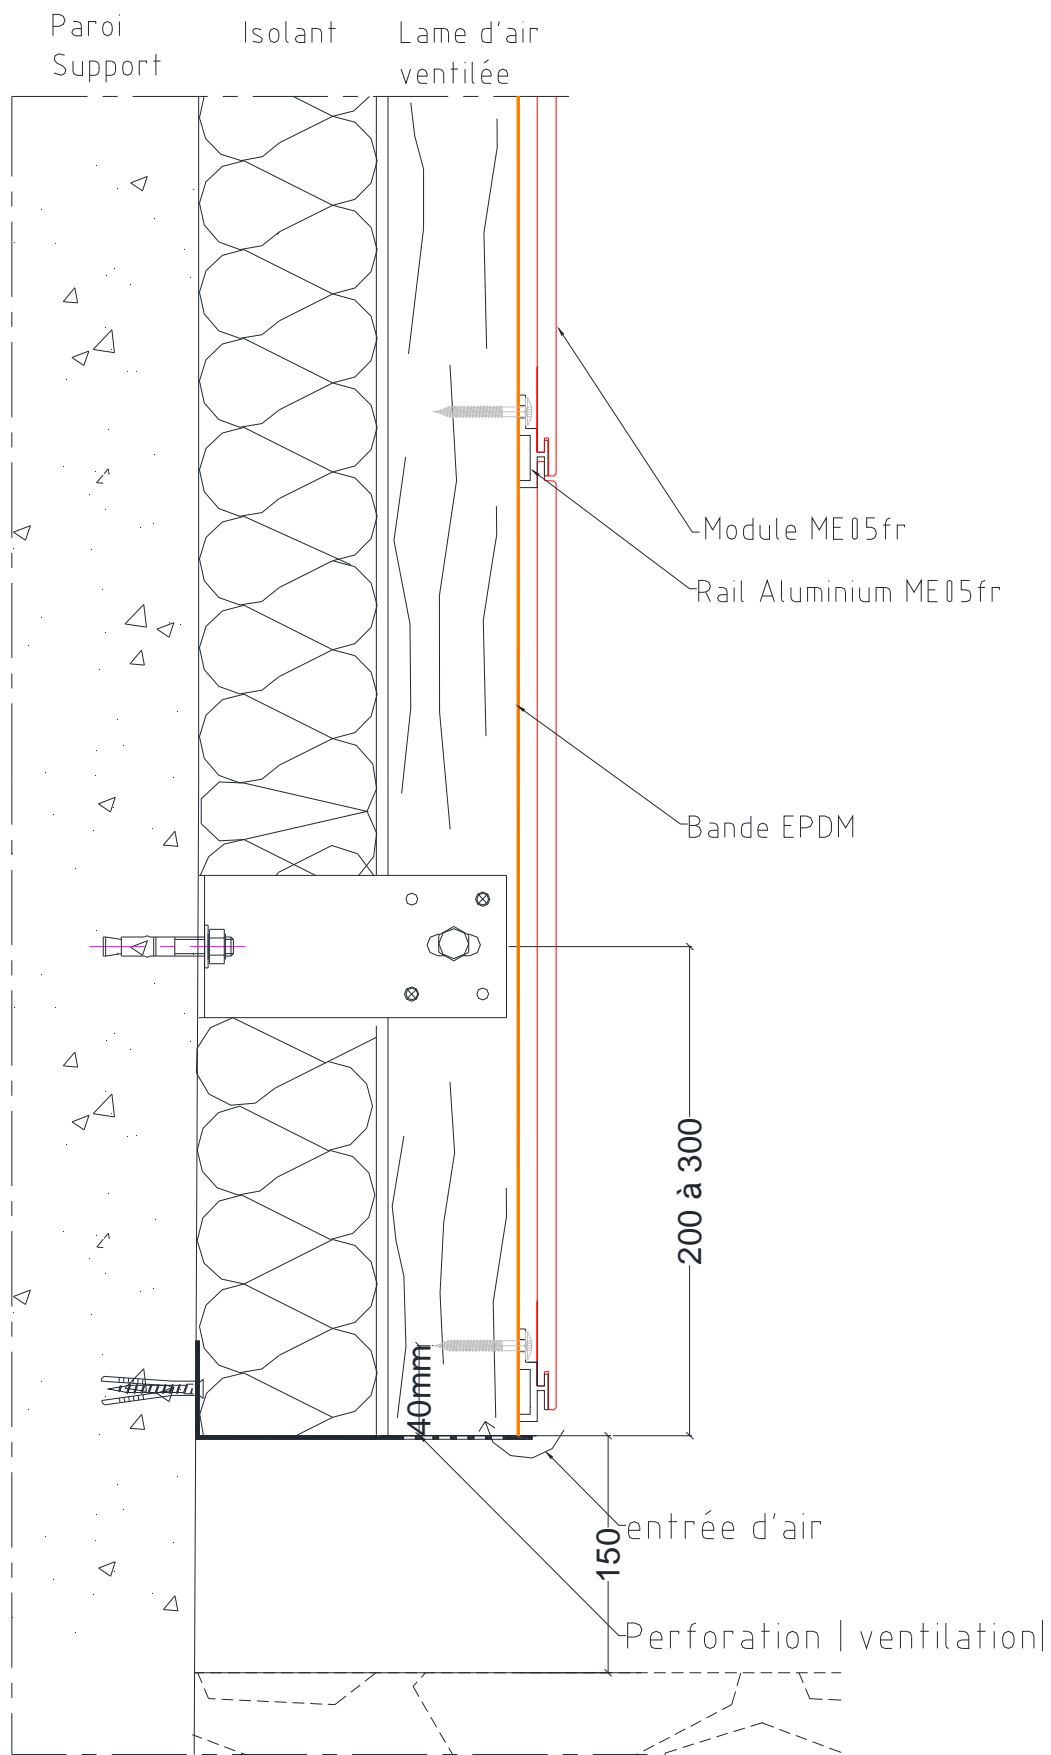 Paroi
Support
Isolant
Lame d'air
ventilée
Module ME05fr
Rail Aluminium ME05fr
Bande EPDM
200 à 300
40mm
entrée d'air
150
Perforation | ventilation|